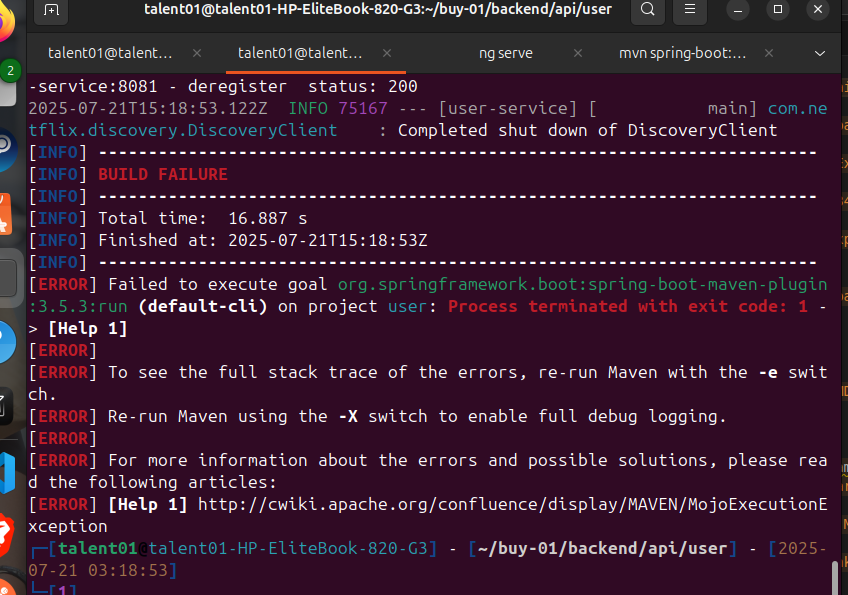 talent01@talent01-HP-EliteBook-820-G3:~/buy-01/backend/api/user
talent01@talent... × talent01@talent... × ng serve × mvn spring-boot:... ×
2
-service:8081 - deregister  status: 200
2025-07-21T15:18:53.122Z  INFO 75167 --- [user-service] [           main] com.ne
tflix.discovery.DiscoveryClient    : Completed shut down of DiscoveryClient
[INFO] ------------------------------------------------------------------------
[INFO] BUILD FAILURE
[INFO] ------------------------------------------------------------------------
[INFO] Total time:  16.887 s
[INFO] Finished at: 2025-07-21T15:18:53Z
[INFO] ------------------------------------------------------------------------
[ERROR] Failed to execute goal org.springframework.boot:spring-boot-maven-plugin
:3.5.3:run (default-cli) on project user: Process terminated with exit code: 1 -
> [Help 1]
[ERROR]
[ERROR] To see the full stack trace of the errors, re-run Maven with the -e swit
ch.
[ERROR] Re-run Maven using the -X switch to enable full debug logging.
[ERROR]
[ERROR] For more information about the errors and possible solutions, please rea
d the following articles:
[ERROR] [Help 1] http://cwiki.apache.org/confluence/display/MAVEN/MojoExecutionE
xception
┌─[talent01@talent01-HP-EliteBook-820-G3] - [~/buy-01/backend/api/user] - [2025-
07-21 03:18:53]
└─[1]